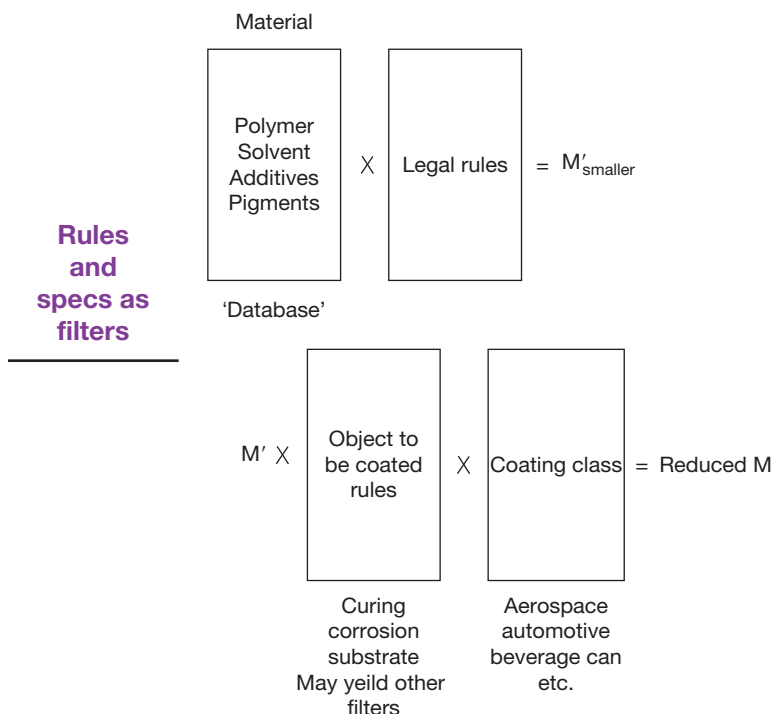 Material
Polymer
Solvent
Additives
Pigments
X
Legal rules
= M′smaller
'Database'
Rules
and
specs as
filters
M′ X
Object to
be coated
rules
X
Coating class
= Reduced M
Curing
corrosion
substrate
May yeild other
filters
Aerospace
automotive
beverage can
etc.